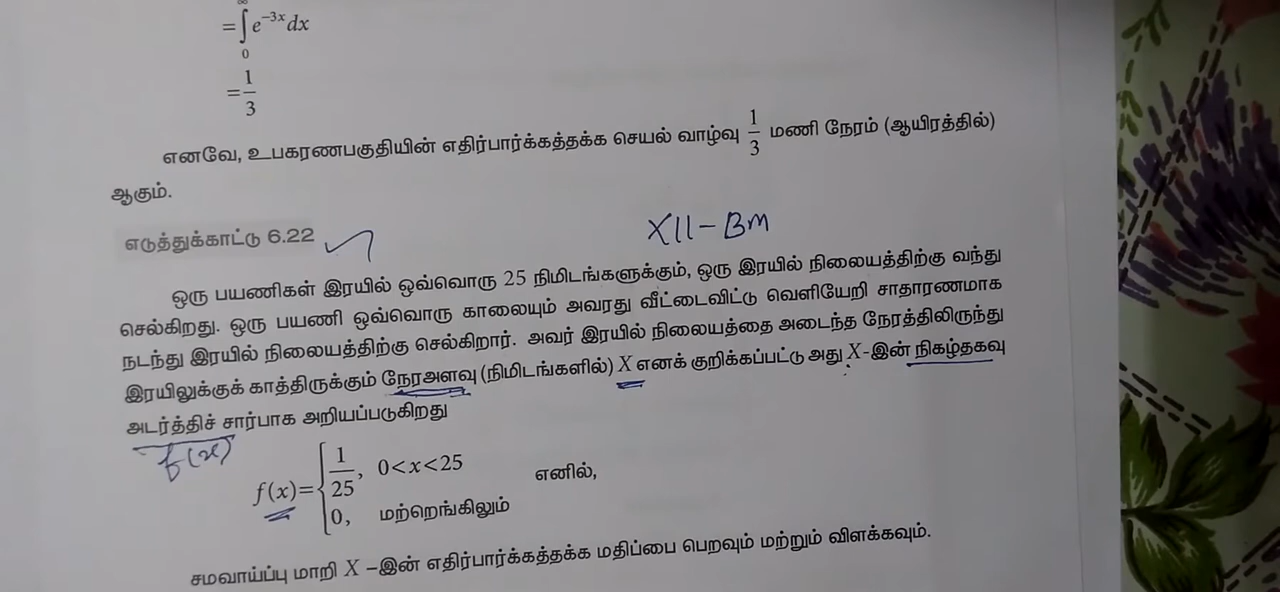 ∞
=∫e⁻³ˣdx
0
=1/3
எனவே, உபகரணபகுதியின் எதிர்பார்க்கத்தக்க செயல் வாழ்வு 1/3 மணி நேரம் (ஆயிரத்தில்)
ஆகும்.
எடுத்துக்காட்டு 6.22
XII-BM
ஒரு பயணிகள் இரயில் ஒவ்வொரு 25 நிமிடங்களுக்கும், ஒரு இரயில் நிலையத்திற்கு வந்து
செல்கிறது. ஒரு பயணி ஒவ்வொரு காலையும் அவரது வீட்டைவிட்டு வெளியேறி சாதாரணமாக
நடந்து இரயில் நிலையத்திற்கு செல்கிறார். அவர் இரயில் நிலையத்தை அடைந்த நேரத்திலிருந்து
இரயிலுக்குக் காத்திருக்கும் நேரஅளவு (நிமிடங்களில்) X எனக் குறிக்கப்பட்டு அது X-இன் நிகழ்தகவு
அடர்த்திச் சார்பாக அறியப்படுகிறது
f(x)
f(x)={1/25, 0<x<25 எனில்,
0, மற்றெங்கிலும்
சமவாய்ப்பு மாறி X –இன் எதிர்பார்க்கத்தக்க மதிப்பை பெறவும் மற்றும் விளக்கவும்.